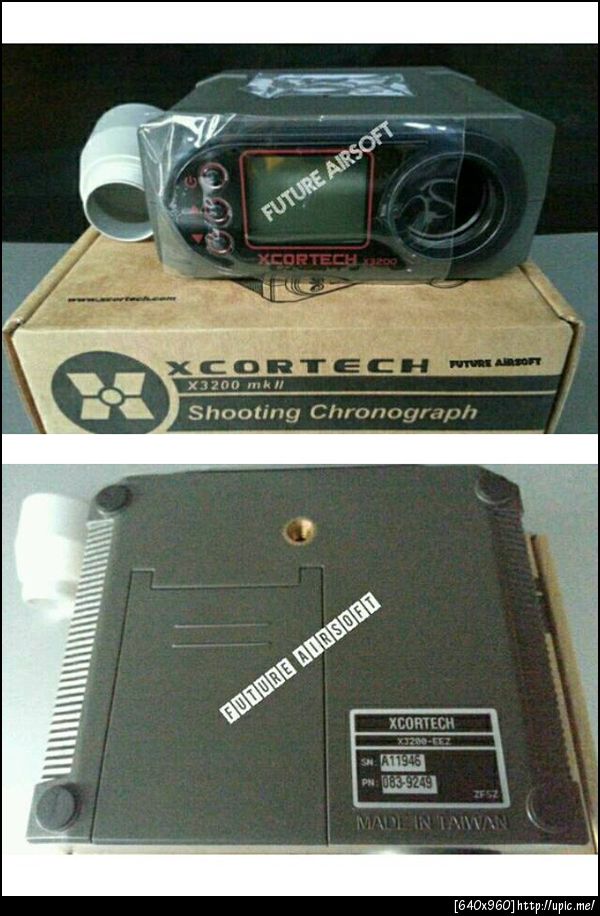 FUTURE AIRSOFT
XCORTECH X3200
www.xcortech.com
XCORTECH
FUTURE AIRSOFT
X3200 mkII
Shooting Chronograph
FUTURE AIRSOFT
XCORTECH
X3200-EEZ
SN: A11946
PN: 083-9249
ZFSZ
MADE IN TAIWAN
[640x960]http://upic.me/